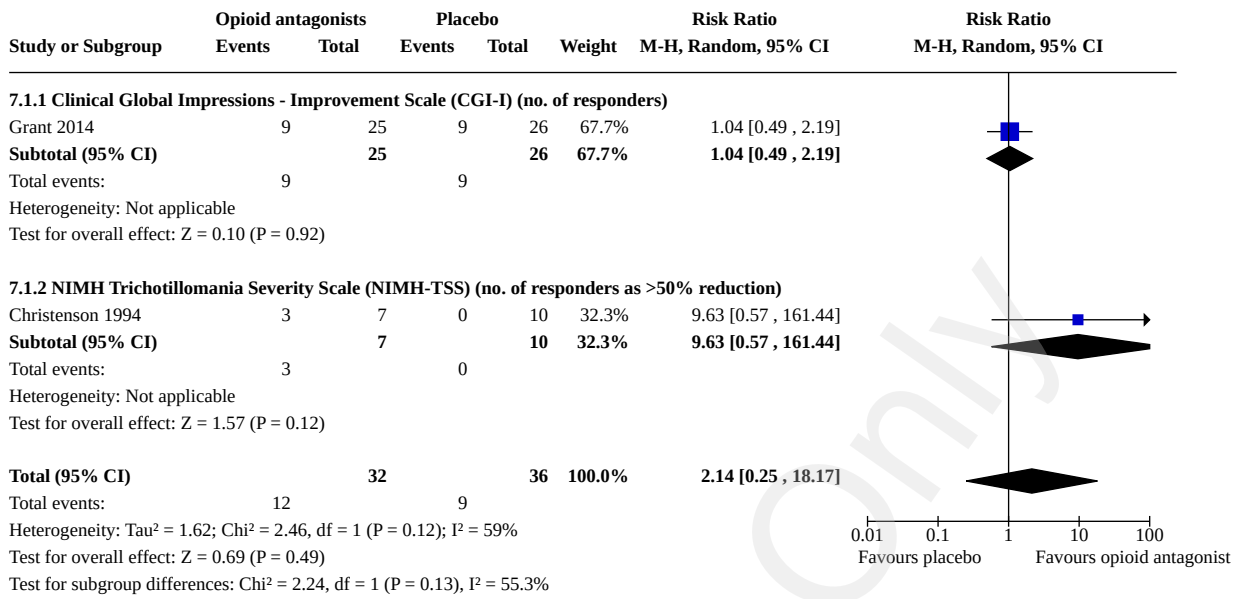 Opioid antagonists Placebo Risk Ratio Risk Ratio
Study or Subgroup Events Total Events Total Weight M-H, Random, 95% CI M-H, Random, 95% CI
7.1.1 Clinical Global Impressions - Improvement Scale (CGI-I) (no. of responders)
Grant 2014 9 25 9 26 67.7% 1.04 [0.49 , 2.19]
Subtotal (95% CI) 25 26 67.7% 1.04 [0.49 , 2.19]
Total events: 9 9
Heterogeneity: Not applicable
Test for overall effect: Z = 0.10 (P = 0.92)
7.1.2 NIMH Trichotillomania Severity Scale (NIMH-TSS) (no. of responders as >50% reduction)
Christenson 1994 3 7 0 10 32.3% 9.63 [0.57 , 161.44]
Subtotal (95% CI) 7 10 32.3% 9.63 [0.57 , 161.44]
Total events: 3 0
Heterogeneity: Not applicable
Test for overall effect: Z = 1.57 (P = 0.12)
Total (95% CI) 32 36 100.0% 2.14 [0.25 , 18.17]
Total events: 12 9
Heterogeneity: Tau² = 1.62; Chi² = 2.46, df = 1 (P = 0.12); I² = 59%
Test for overall effect: Z = 0.69 (P = 0.49)
Test for subgroup differences: Chi² = 2.24, df = 1 (P = 0.13), I² = 55.3%
0.01 0.1 1 10 100
Favours placebo Favours opioid antagonist
Only